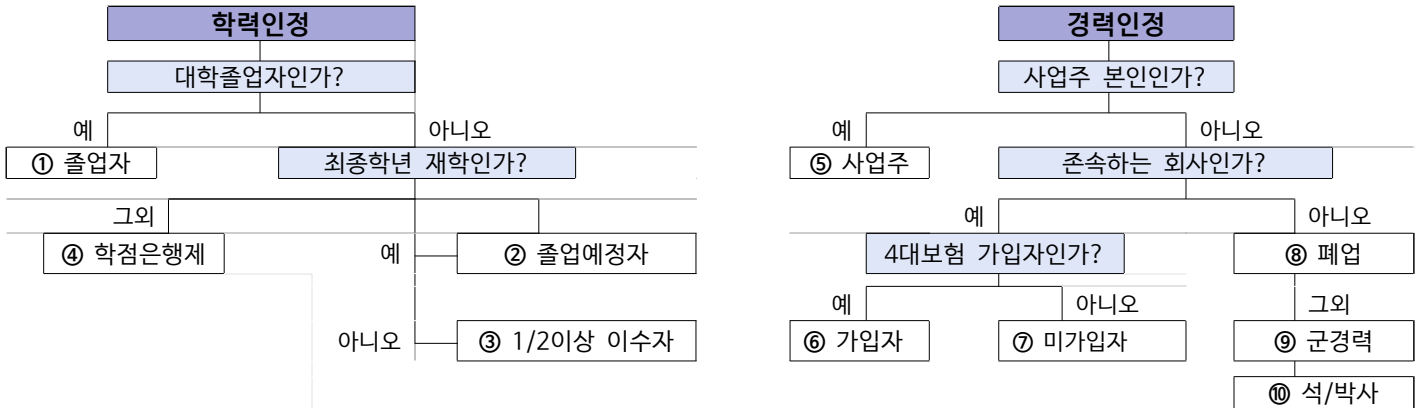 학력인정
대학졸업자인가?
예
아니오
① 졸업자
최종학년 재학인가?
그외
④ 학점은행제
예
② 졸업예정자
아니오
③ 1/2이상 이수자
경력인정
사업주 본인인가?
예
아니오
⑤ 사업주
존속하는 회사인가?
예
아니오
4대보험 가입자인가?
⑧ 폐업
예
아니오
그외
⑥ 가입자
⑦ 미가입자
⑨ 군경력
⑩ 석/박사